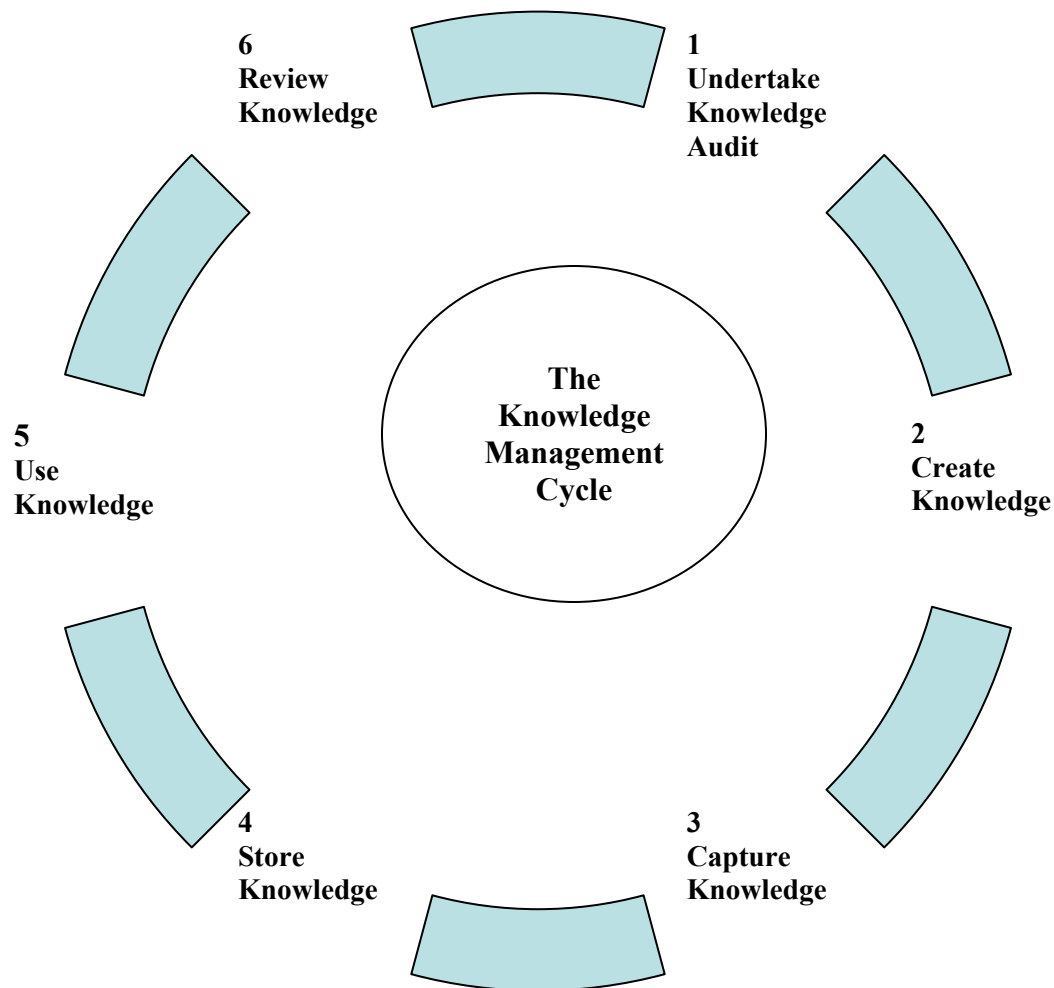 1
Undertake
Knowledge
Audit
2
Create
Knowledge
3
Capture
Knowledge
4
Store
Knowledge
5
Use
Knowledge
6
Review
Knowledge
The
Knowledge
Management
Cycle